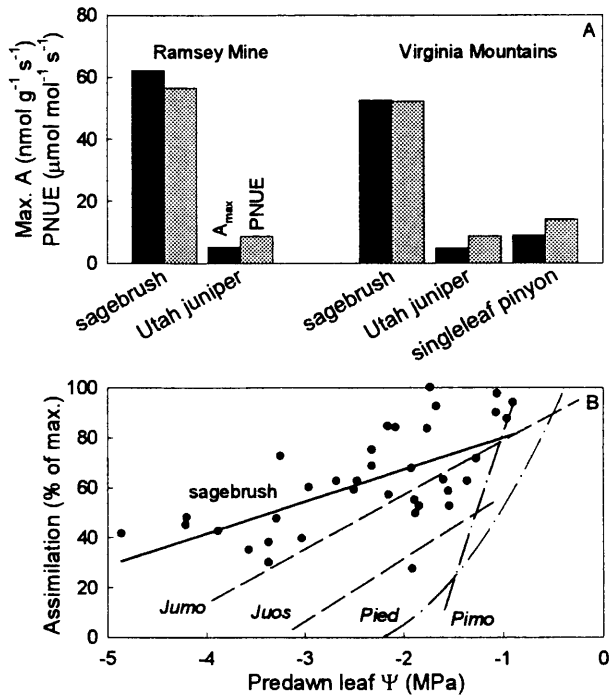 A
Ramsey Mine
Virginia Mountains
Max. A (nmol g⁻¹ s⁻¹)
PNUE (μmol mol⁻¹ s⁻¹)
80
60
40
20
0
A_max
PNUE
sagebrush
Utah juniper
sagebrush
Utah juniper
singleleaf pinyon
B
Assimilation (% of max.)
100
80
60
40
20
0
sagebrush
Jumo
Juos
Pied
Pimo
-5
-4
-3
-2
-1
0
Predawn leaf Ψ (MPa)